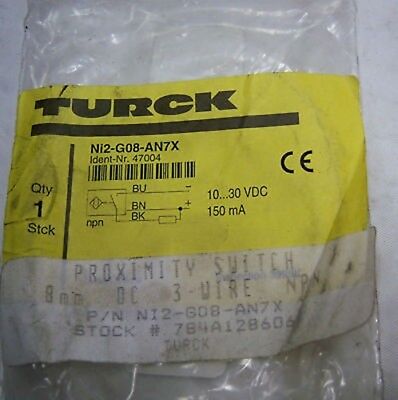 TURCK
Ni2-G08-AN7X
Ident-Nr. 47004
CE
Qty
1
Stck
BU −
BN +
BK
npn
10...30 VDC
150 mA
PROXIMITY SWITCH
8mm DC 3-WIRE NPN
P/N NI2-G08-AN7X
STOCK # 784A128606
TURCK